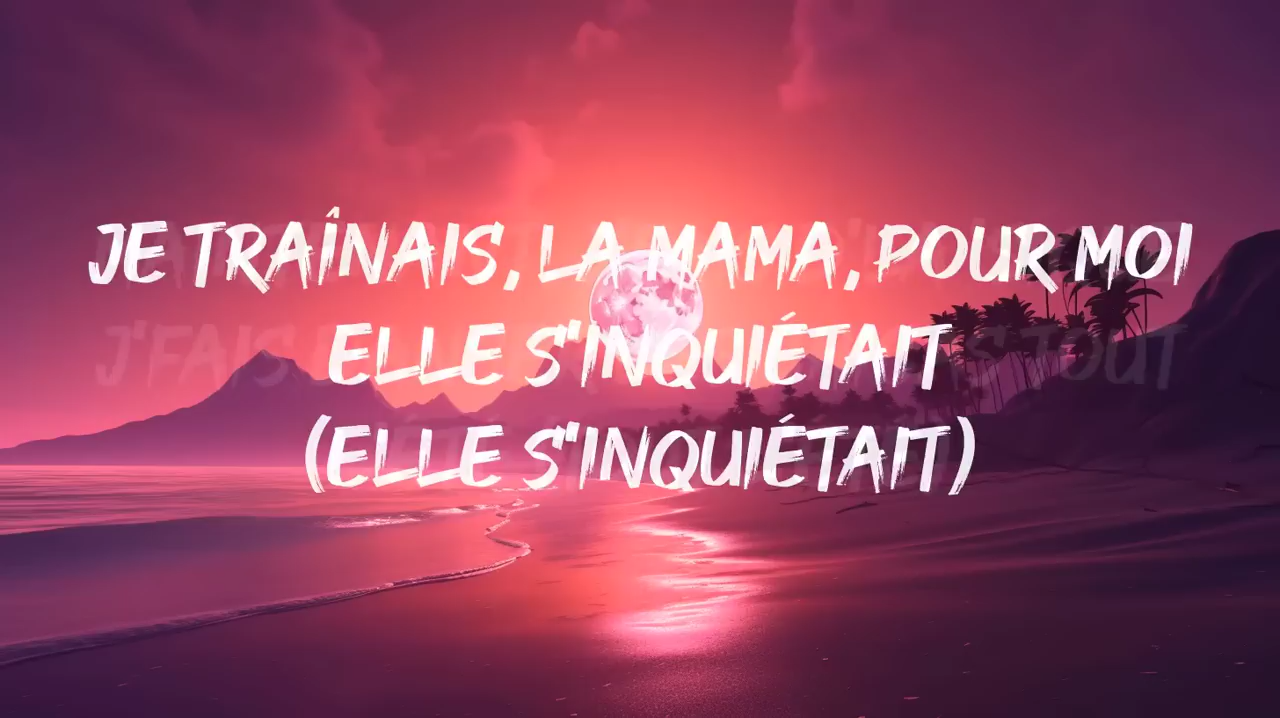 JE TRAÎNAIS, LA MAMA, POUR MOI
ELLE S'INQUIÉTAIT
(ELLE S'INQUIÉTAIT)